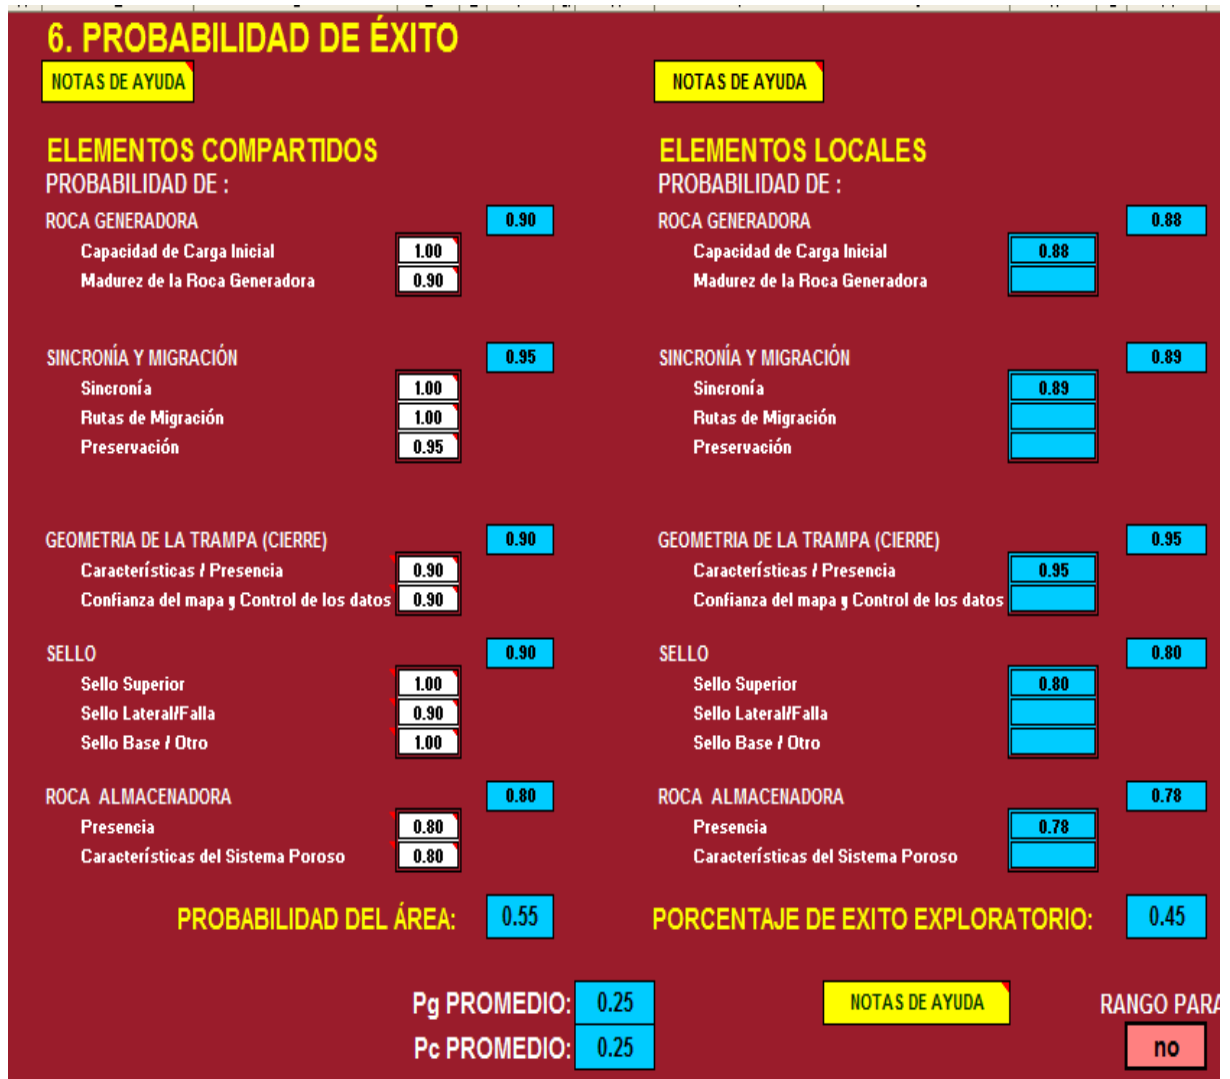 6. PROBABILIDAD DE ÉXITO
NOTAS DE AYUDA NOTAS DE AYUDA
ELEMENTOS COMPARTIDOS ELEMENTOS LOCALES
PROBABILIDAD DE : PROBABILIDAD DE :
ROCA GENERADORA 0.90 ROCA GENERADORA 0.88
Capacidad de Carga Inicial 1.00 Capacidad de Carga Inicial 0.88
Madurez de la Roca Generadora 0.90 Madurez de la Roca Generadora
SINCRONÍA Y MIGRACIÓN 0.95 SINCRONÍA Y MIGRACIÓN 0.89
Sincronía 1.00 Sincronía 0.89
Rutas de Migración 1.00 Rutas de Migración
Preservación 0.95 Preservación
GEOMETRIA DE LA TRAMPA (CIERRE) 0.90 GEOMETRIA DE LA TRAMPA (CIERRE) 0.95
Características / Presencia 0.90 Características / Presencia 0.95
Confianza del mapa y Control de los datos 0.90 Confianza del mapa y Control de los datos
SELLO 0.90 SELLO 0.80
Sello Superior 1.00 Sello Superior 0.80
Sello Lateral/Falla 0.90 Sello Lateral/Falla
Sello Base / Otro 1.00 Sello Base / Otro
ROCA ALMACENADORA 0.80 ROCA ALMACENADORA 0.78
Presencia 0.80 Presencia 0.78
Características del Sistema Poroso 0.80 Características del Sistema Poroso
PROBABILIDAD DEL ÁREA: 0.55 PORCENTAJE DE EXITO EXPLORATORIO: 0.45
Pg PROMEDIO: 0.25 NOTAS DE AYUDA RANGO PARA
Pc PROMEDIO: 0.25 no